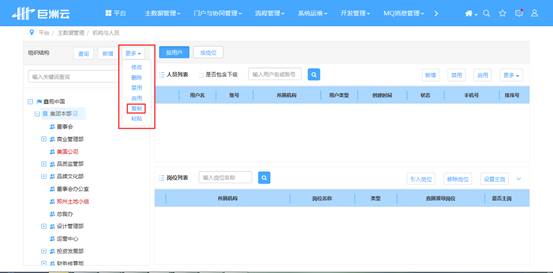 巨洲云 平台 主数据管理 门户与协同管理 流程管理 系统运维 开发管理 MQ消息管理
平台 / 主数据管理 / 机构与人员
组织结构 查询 新增 更多
修改
删除
禁用
启用
复制
粘贴
输入关键词查询
鑫苑中国
集团本部
董事会
商业管理部
美国公司
品质监管部
品牌文化部
董事会办公室
郑州土地小组
总裁办
设计管理部
运营中心
投资发展部
财务核算部
按用户 按岗位
人员列表 是否包含下级 输入用户名或账号 新增 禁用 启用 更多
用户名 账号 所属机构 用户类型 创建时间 状态 手机号 排序号
岗位列表 输入岗位名称 引入岗位 移除岗位 设置主岗
所属机构 岗位名称 类型 直属领导岗位 是否主岗